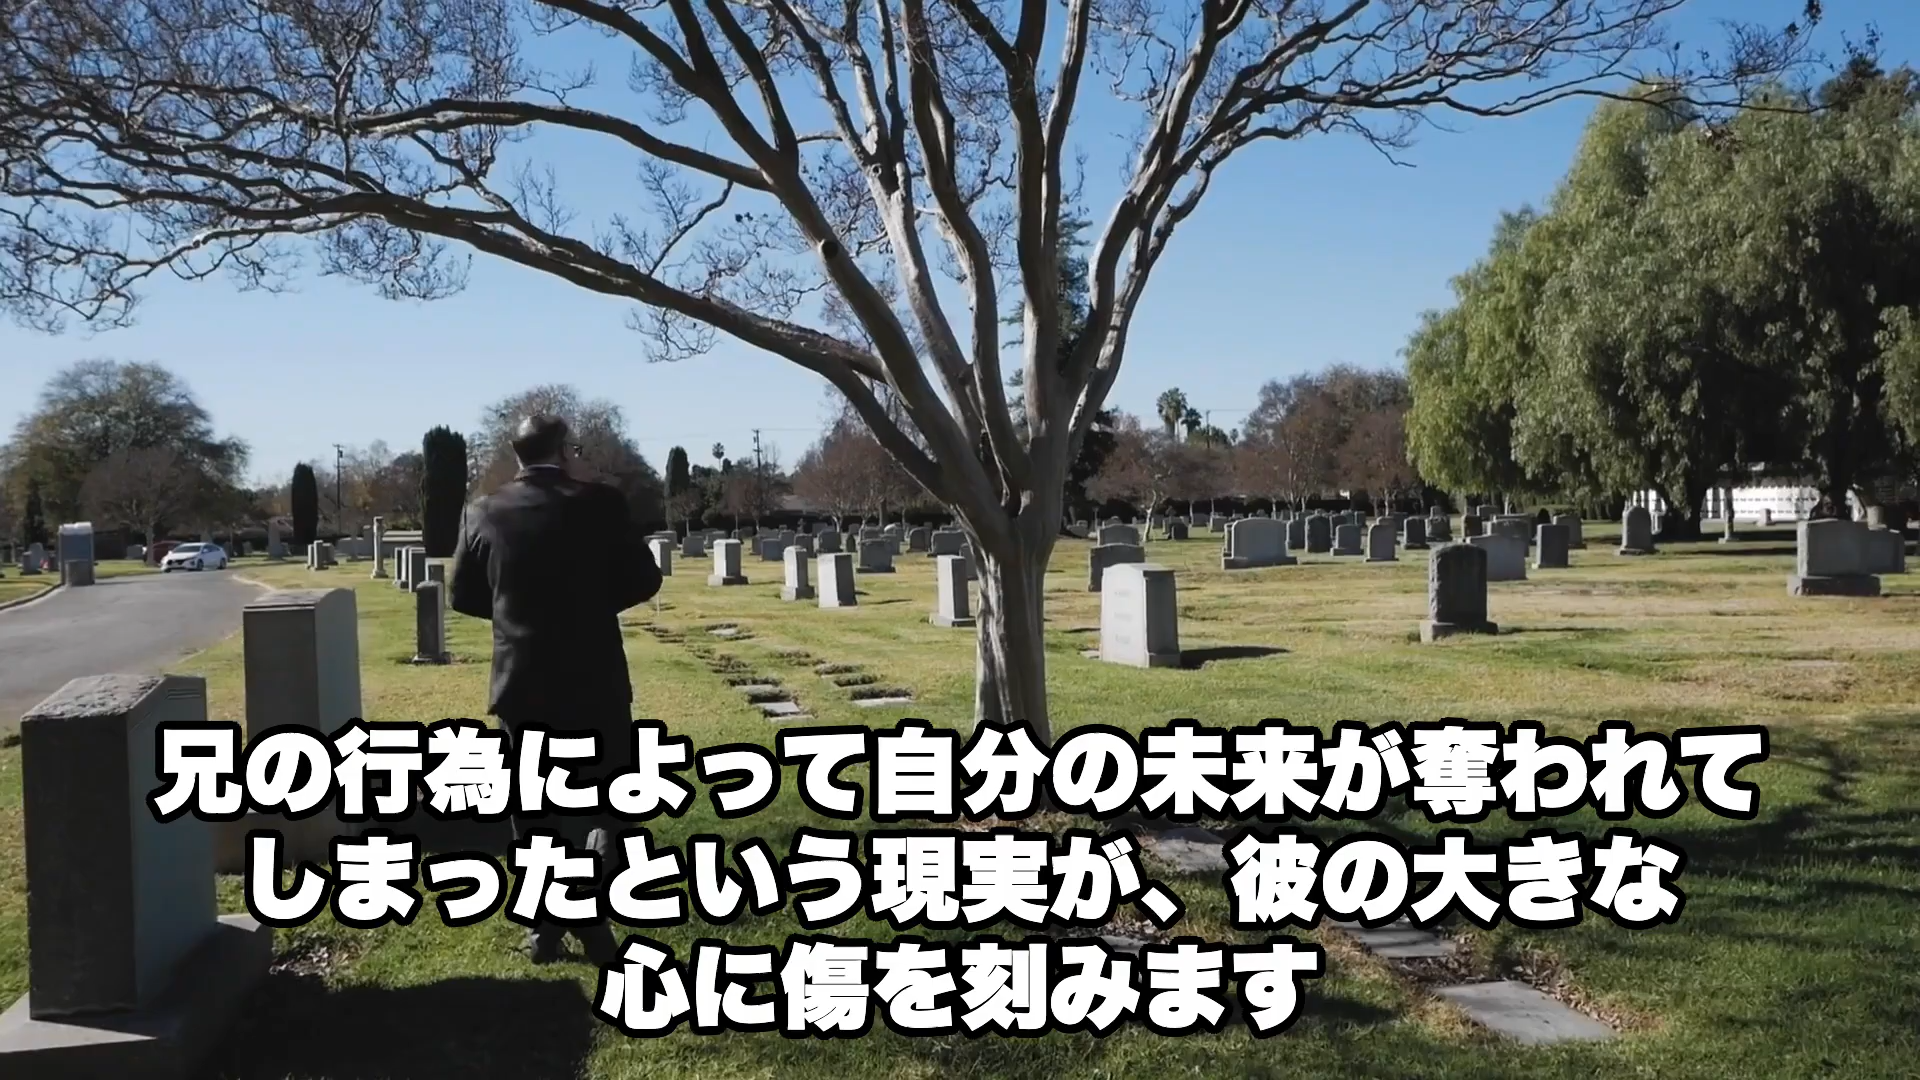 兄の行為によって自分の未来が奪われて
しまったという現実が、彼の大きな
心に傷を刻みます